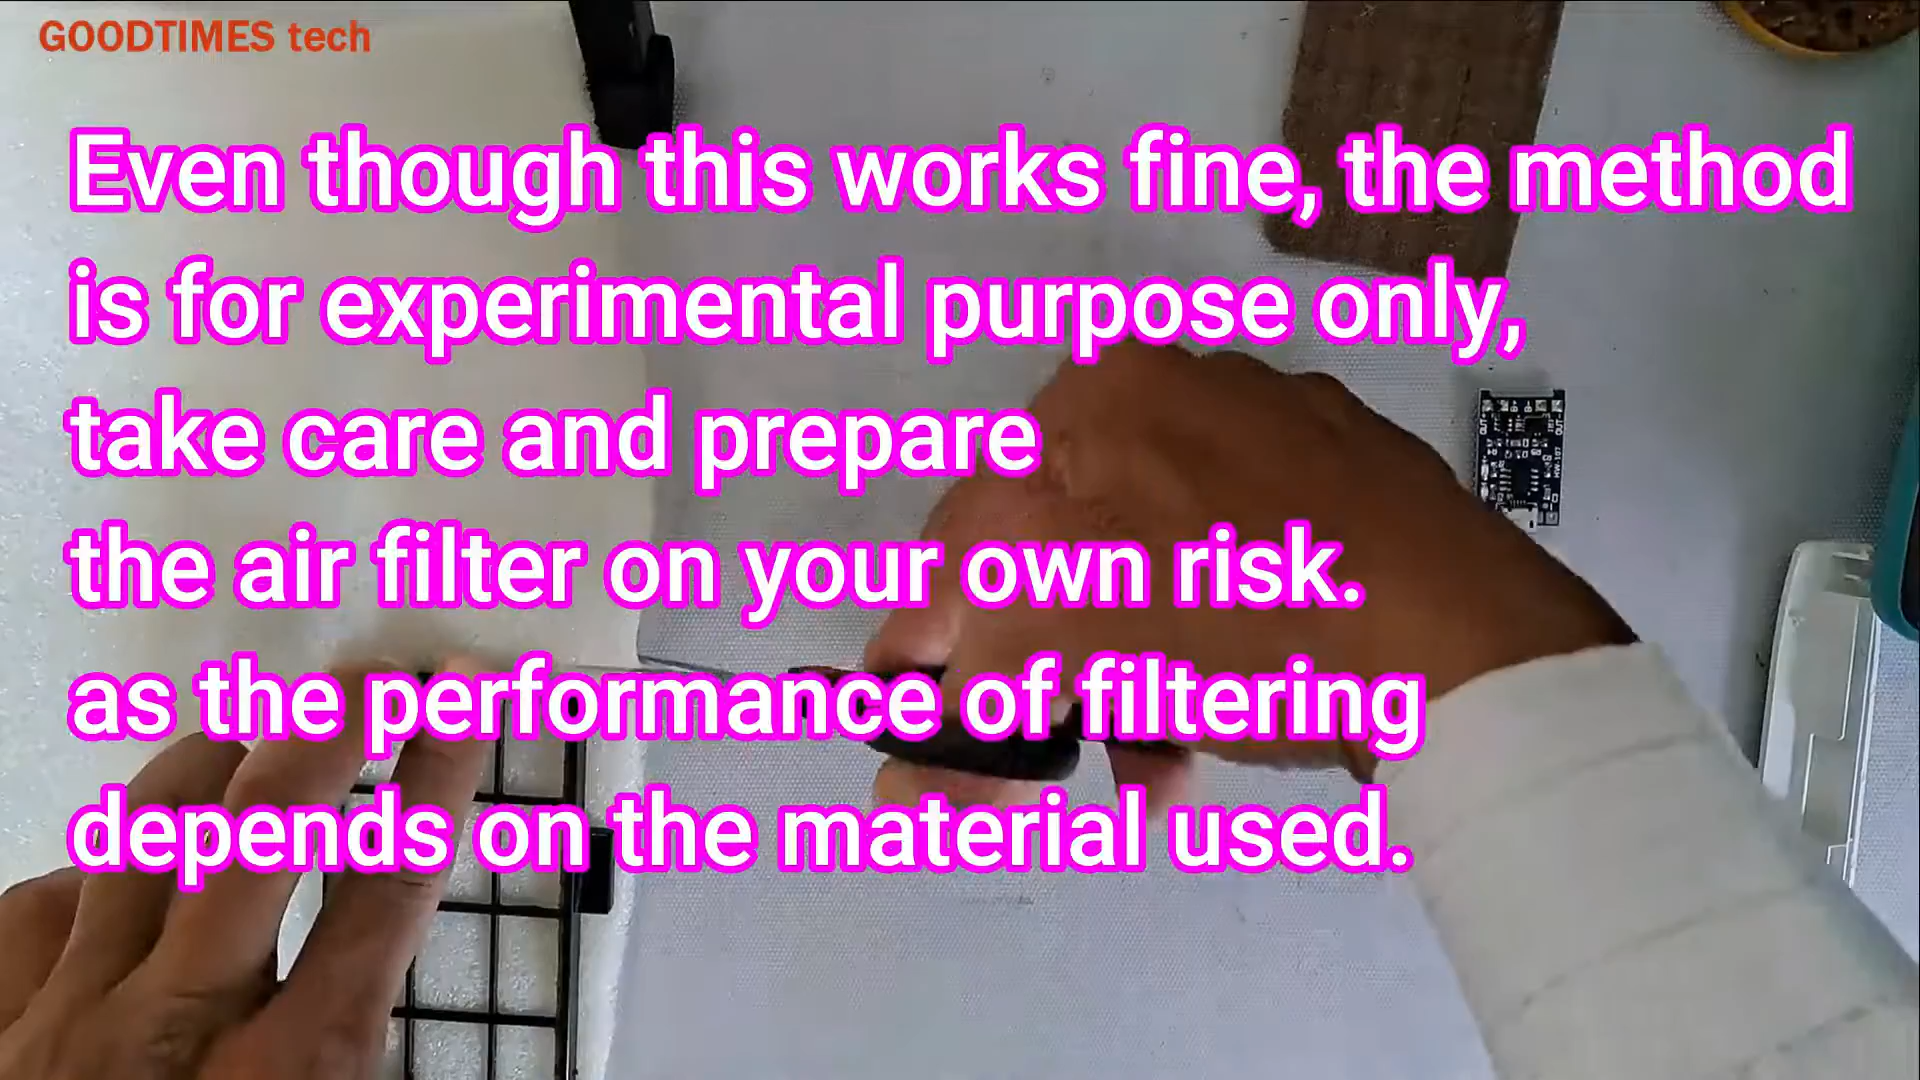 GOODTIMES tech
Even though this works fine, the method
is for experimental purpose only,
take care and prepare
the air filter on your own risk.
as the performance of filtering
depends on the material used.